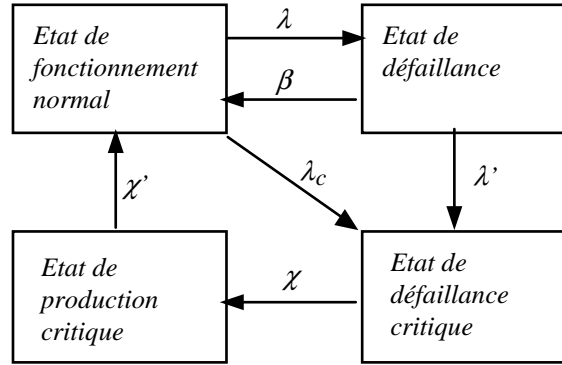 Etat de
fonctionnement
normal
λ
β
Etat de
défaillance
χ’
λc
λ’
Etat de
production
critique
χ
Etat de
défaillance
critique